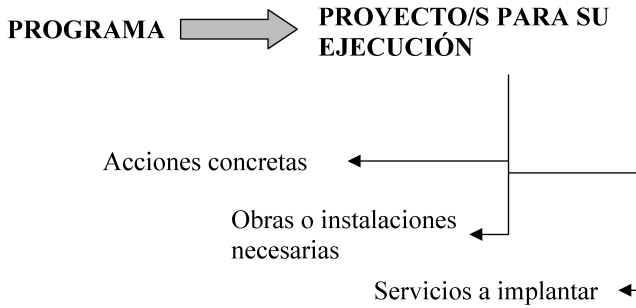 PROGRAMA
PROYECTO/S PARA SU
EJECUCIÓN
Acciones concretas
Obras o instalaciones
necesarias
Servicios a implantar